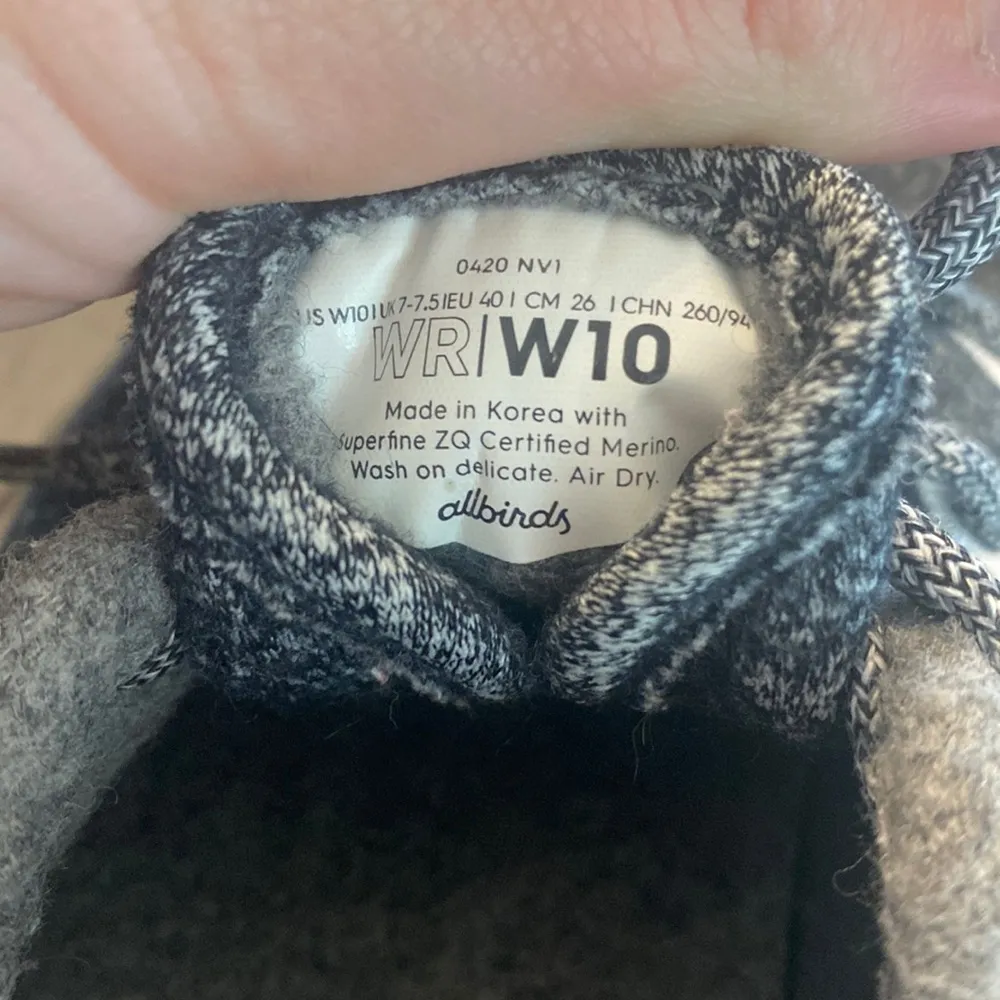 0420 NV1
US W10 | UK 7-7.5 | EU 40 | CM 26 | CHN 260/94
WR|W10
Made in Korea with
Superfine ZQ Certified Merino.
Wash on delicate. Air Dry.
allbirds